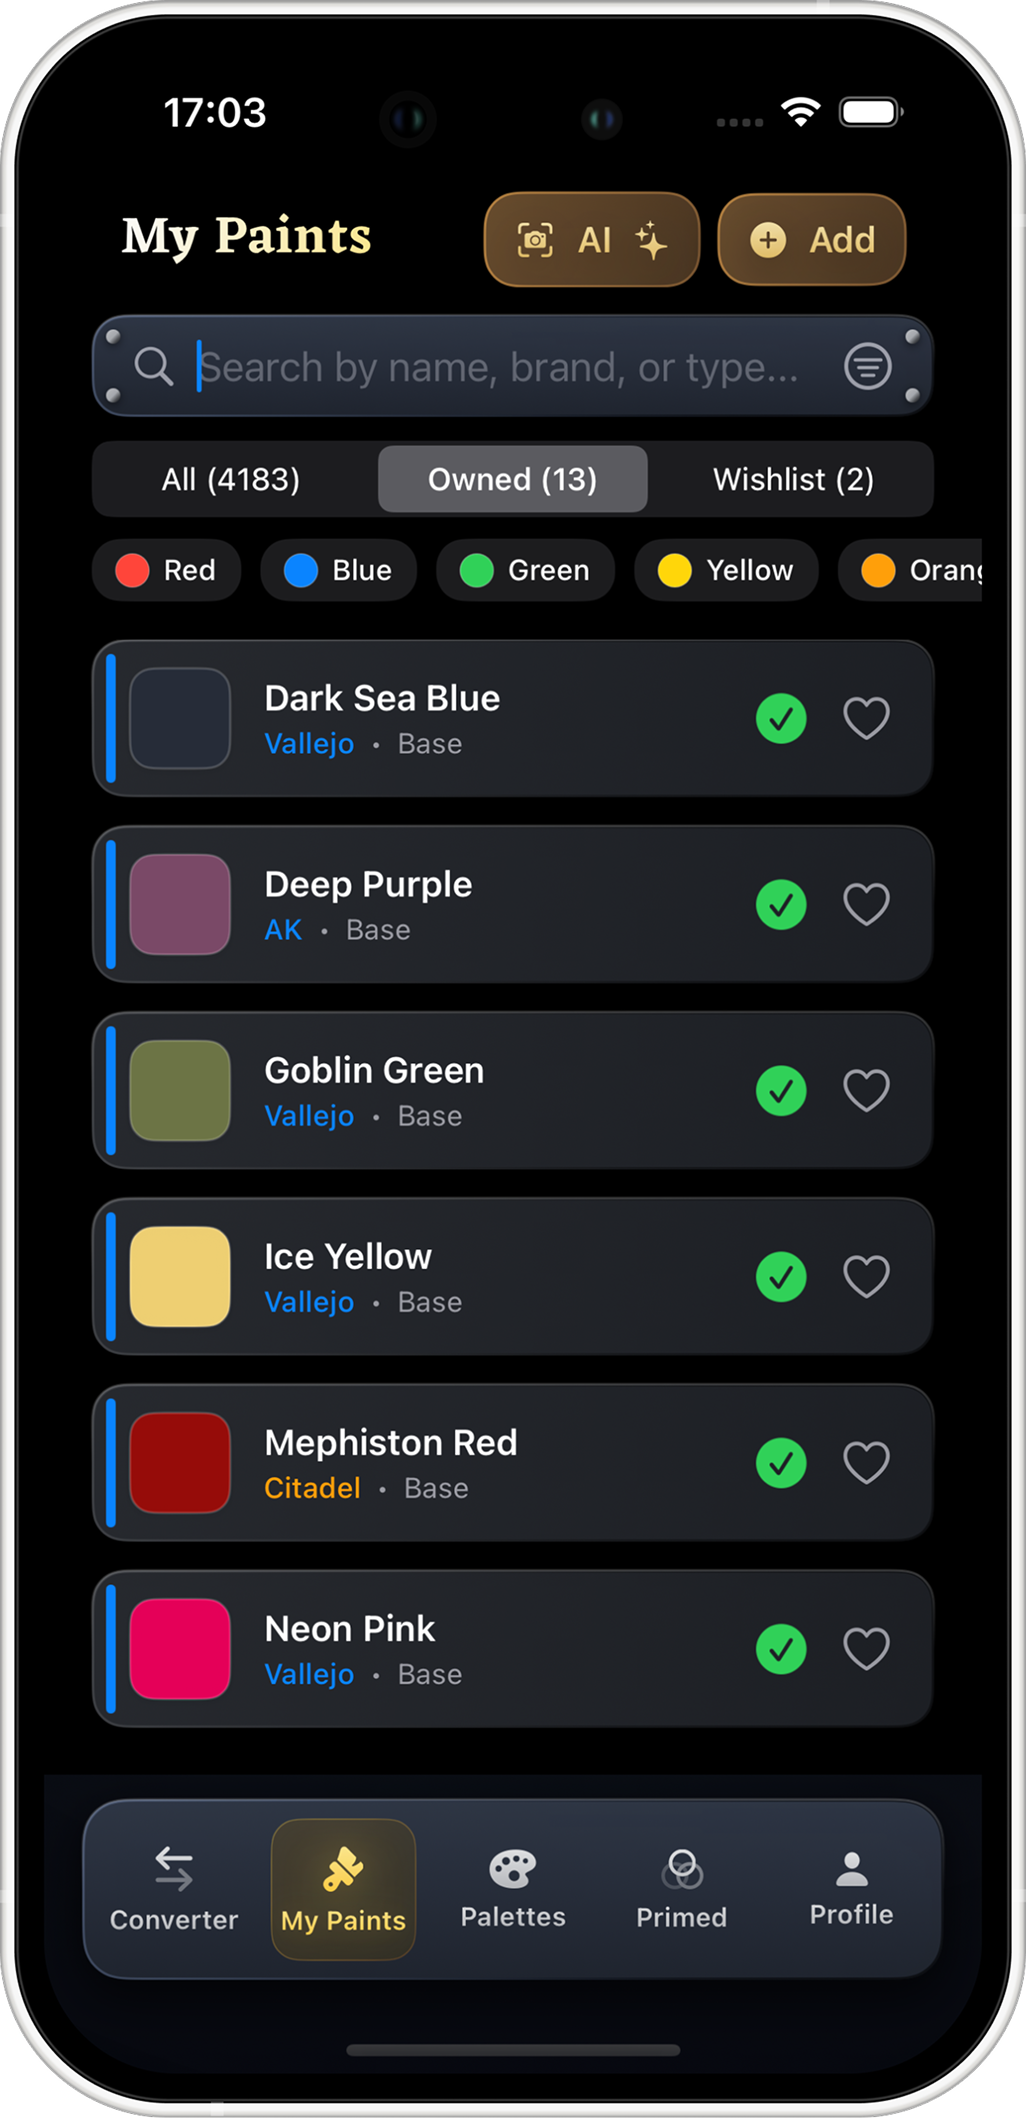 17:03
My Paints
AI
Add
Search by name, brand, or type...
All (4183)
Owned (13)
Wishlist (2)
Red
Blue
Green
Yellow
Orang
Dark Sea Blue
Vallejo • Base
Deep Purple
AK • Base
Goblin Green
Vallejo • Base
Ice Yellow
Vallejo • Base
Mephiston Red
Citadel • Base
Neon Pink
Vallejo • Base
Converter
My Paints
Palettes
Primed
Profile